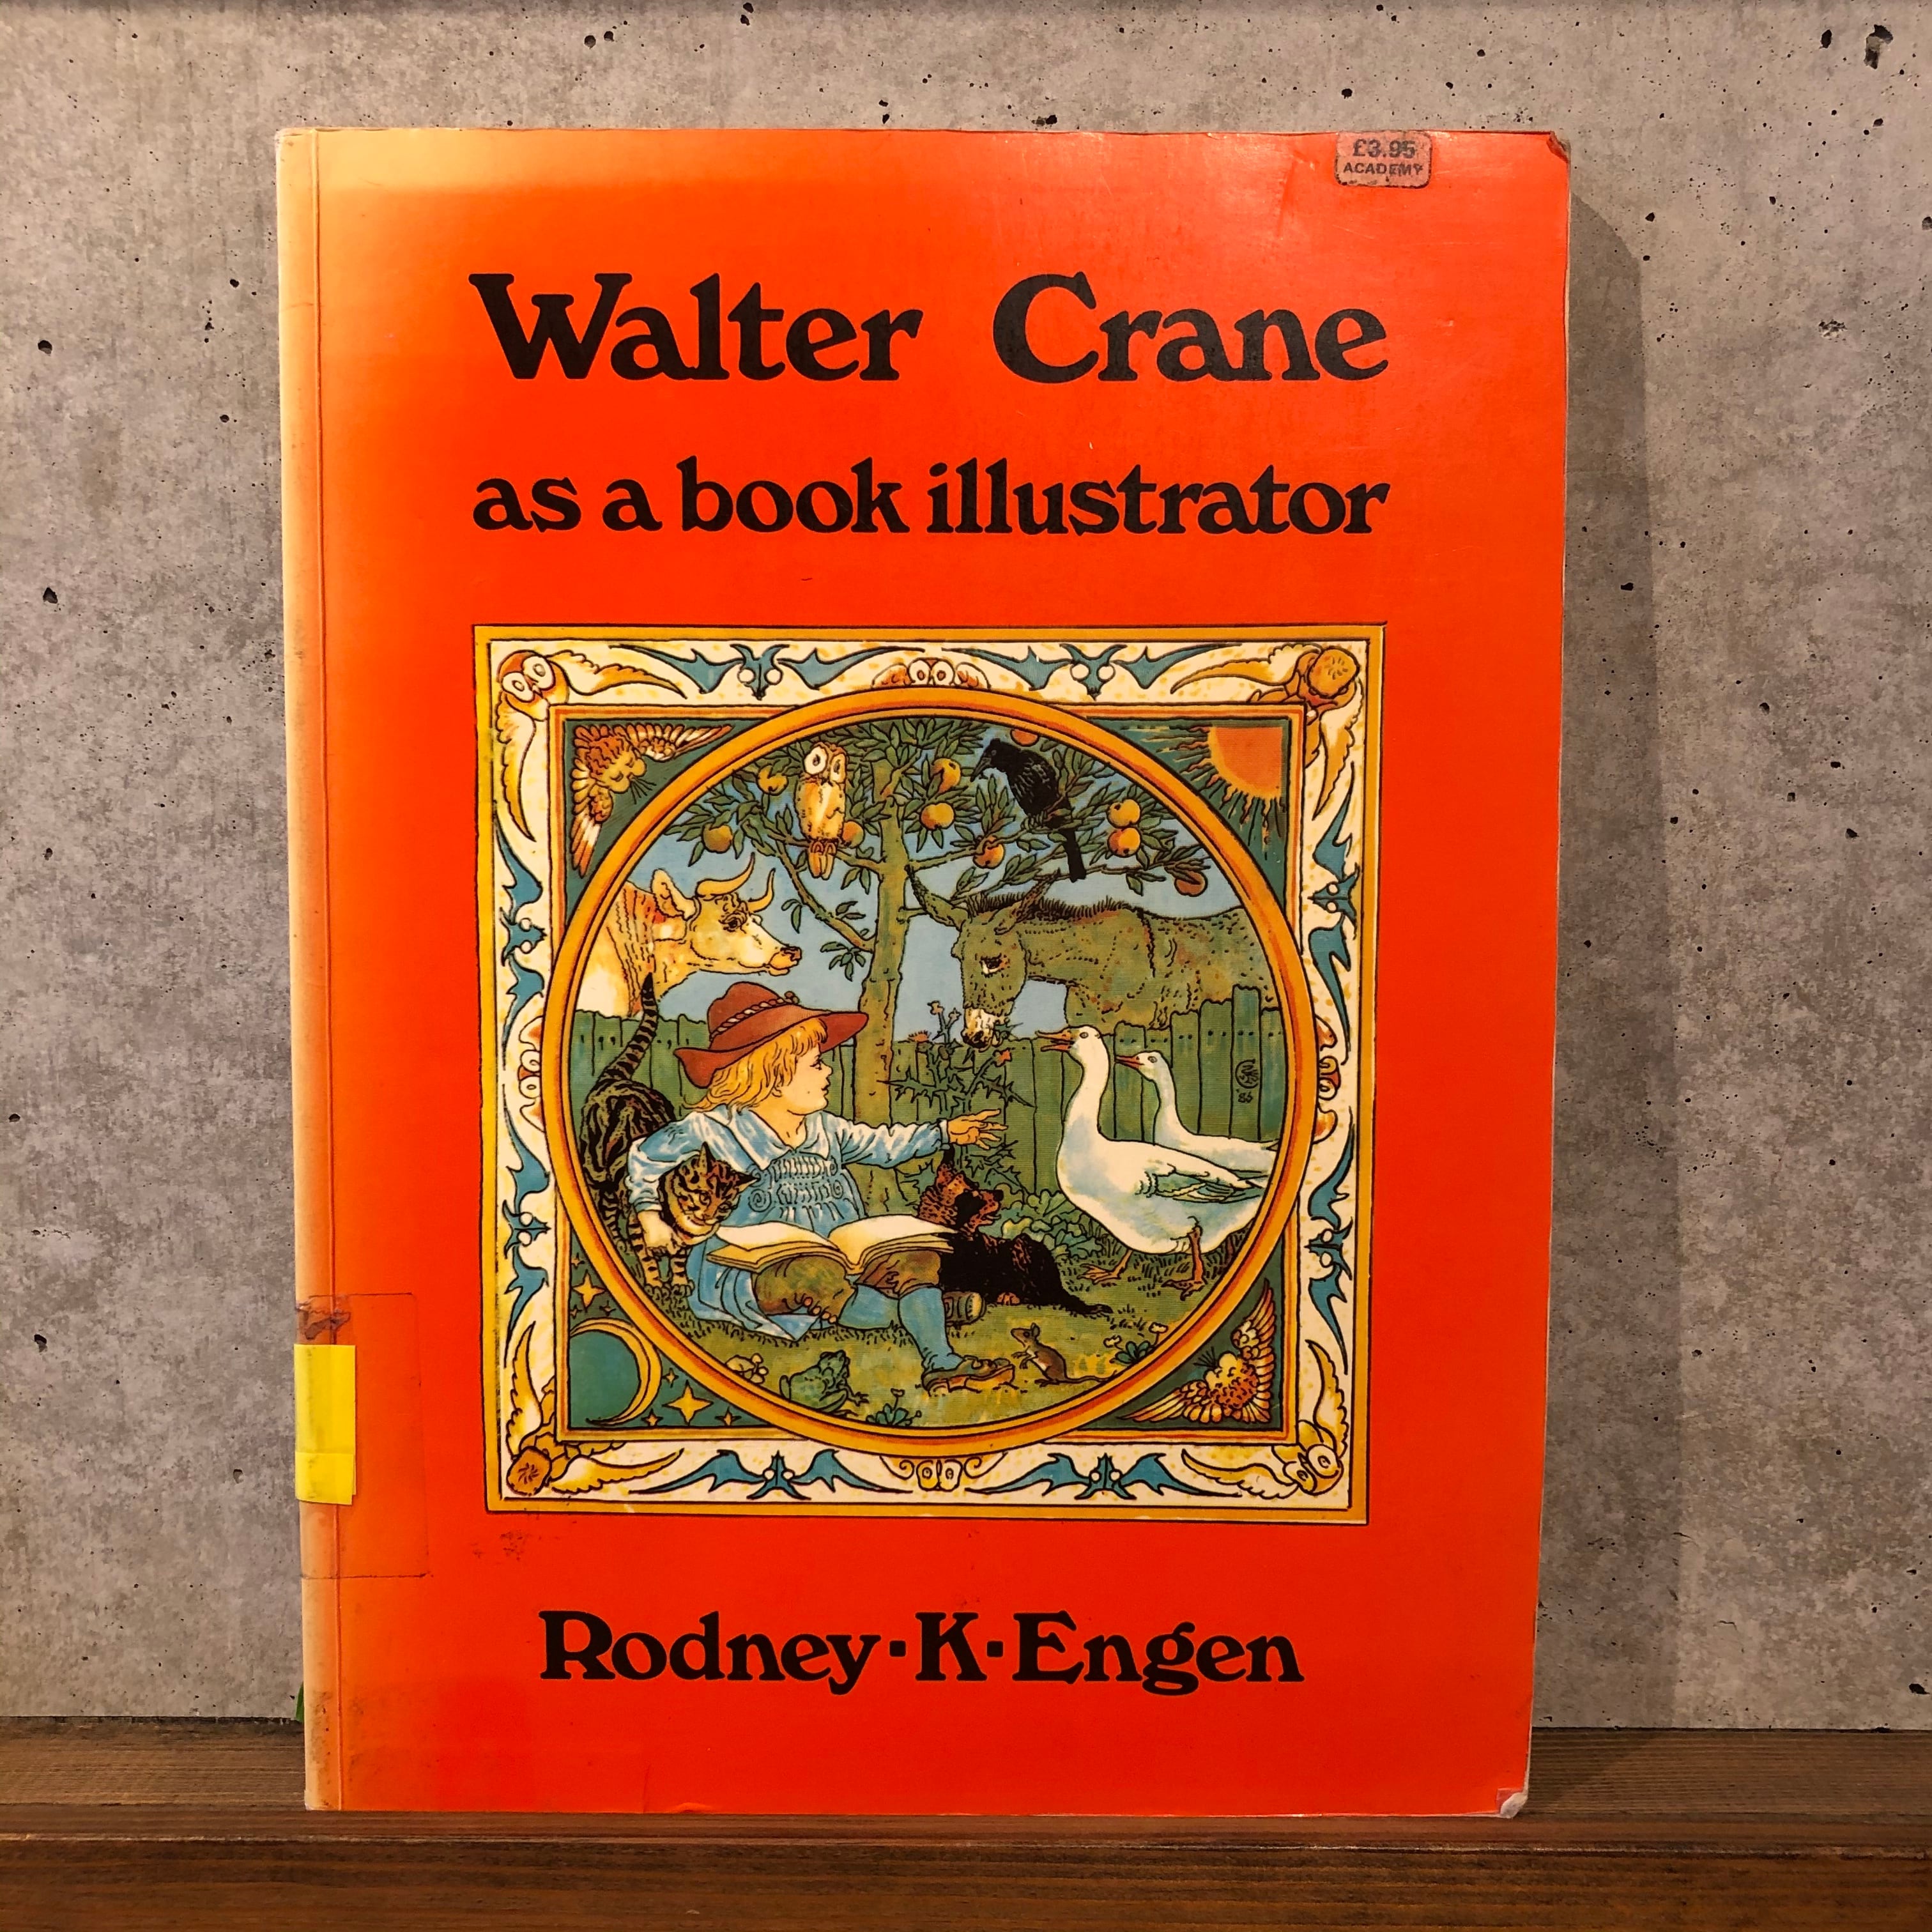 £3.95
ACADEMY
Walter Crane
as a book illustrator
Rodney·K·Engen